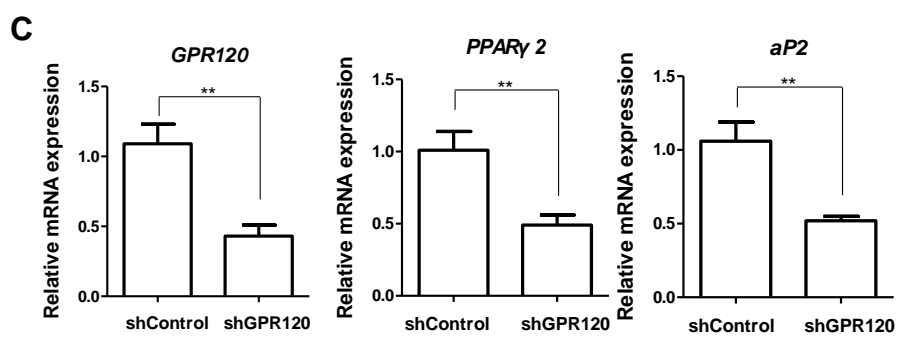 C
GPR120
Relative mRNA expression
1.5
1.0
0.5
0.0
**
shControl shGPR120
PPARγ 2
Relative mRNA expression
1.5
1.0
0.5
0.0
**
shControl shGPR120
aP2
Relative mRNA expression
1.5
1.0
0.5
0.0
**
shControl shGPR120